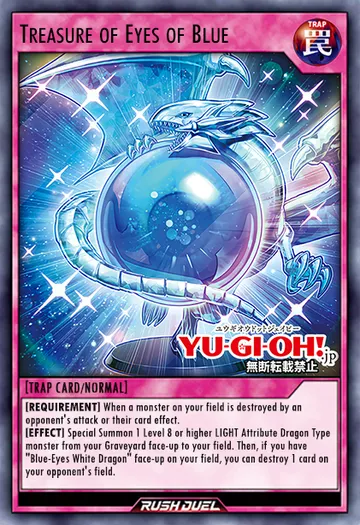 TREASURE OF EYES OF BLUE
TRAP
罠
ユウギオウドットジェイピー
YU-GI-OH!.jp
無断転載禁止
[TRAP CARD/NORMAL]
[REQUIREMENT] When a monster on your field is destroyed by an
opponent's attack or their card effect.
[EFFECT] Special Summon 1 Level 8 or higher LIGHT Attribute Dragon Type
monster from your Graveyard face-up to your field. Then, if you have
"Blue-Eyes White Dragon" face-up on your field, you can destroy 1 card on
your opponent's field.
RUSH DUEL